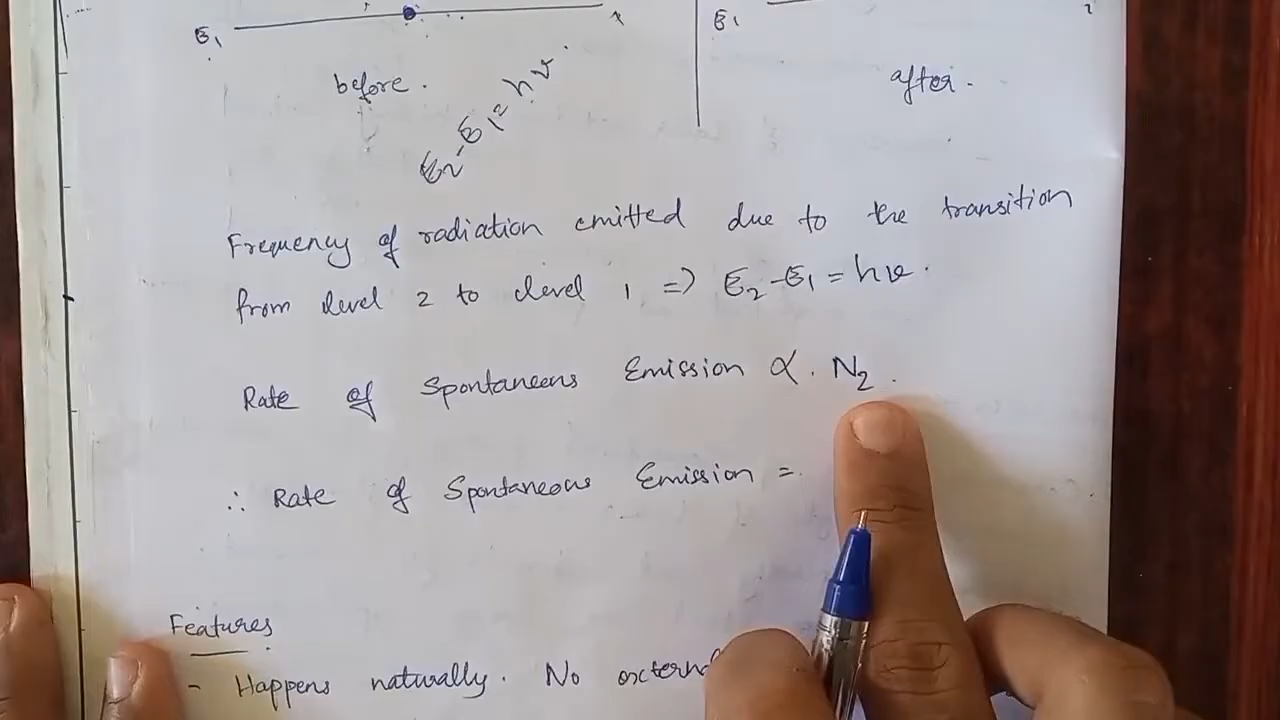 E1
E1
before.
after.
E2-E1=hν.
Frequency of radiation emitted due to the transition
from level 2 to level 1 => E2-E1=hν.
Rate of Spontaneous Emission ∝. N2.
∴ Rate of Spontaneous Emission =
Features
- Happens naturally. No